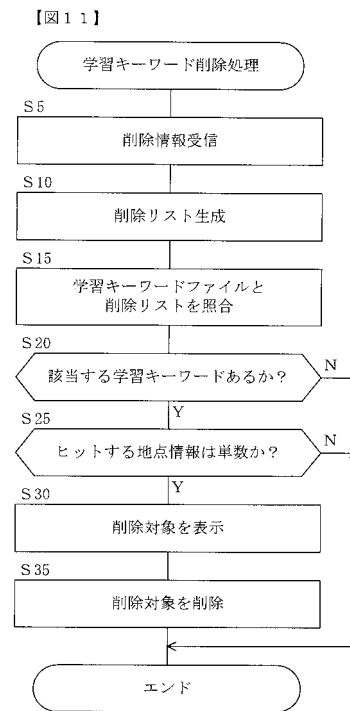 【図11】
学習キーワード削除処理
S5
削除情報受信
S10
削除リスト生成
S15
学習キーワードファイルと
削除リストを照合
S20
該当する学習キーワードあるか？
N
Y
S25
ヒットする地点情報は単数か？
N
Y
S30
削除対象を表示
S35
削除対象を削除
エンド